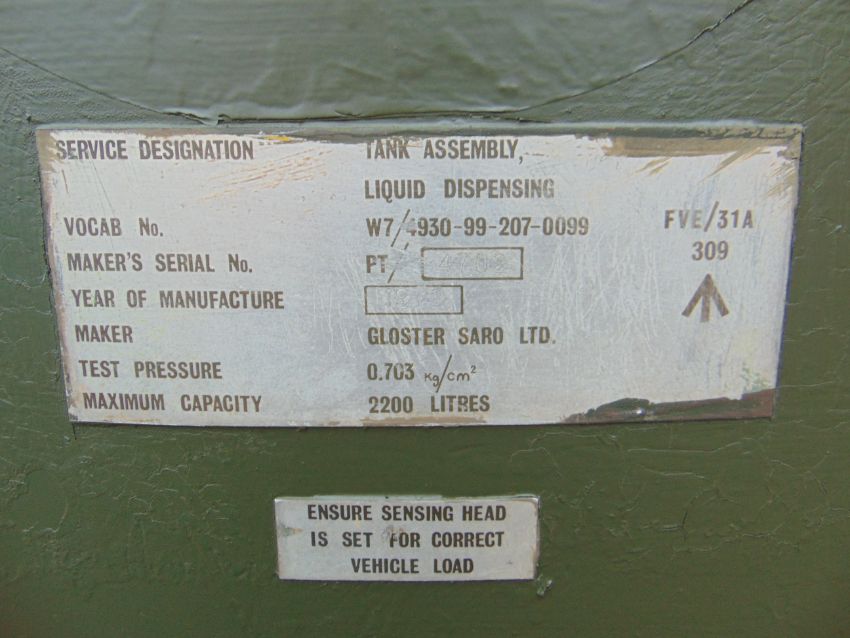 SERVICE DESIGNATION TANK ASSEMBLY,
LIQUID DISPENSING
VOCAB No. W7/4930-99-207-0099 FVE/31A
MAKER'S SERIAL No. PT/ 309
YEAR OF MANUFACTURE
MAKER GLOSTER SARO LTD.
TEST PRESSURE 0.703 kg/cm²
MAXIMUM CAPACITY 2200 LITRES
ENSURE SENSING HEAD
IS SET FOR CORRECT
VEHICLE LOAD